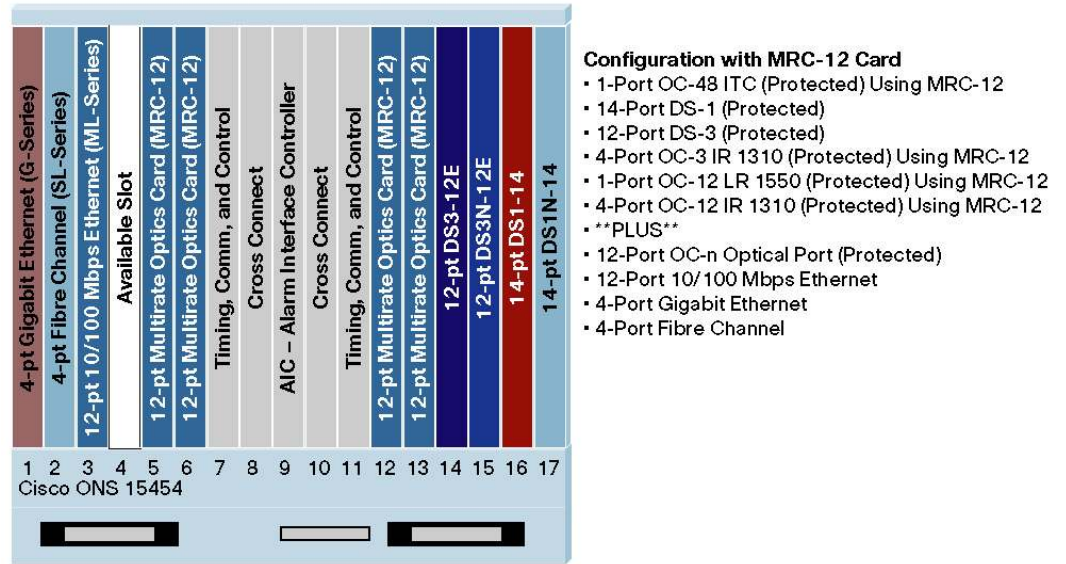 4-pt Gigabit Ethernet (G-Series)
4-pt Fibre Channel (SL-Series)
12-pt 10/100 Mbps Ethernet (ML-Series)
Available Slot
12-pt Multirate Optics Card (MRC-12)
12-pt Multirate Optics Card (MRC-12)
Timing, Comm, and Control
Cross Connect
AIC – Alarm Interface Controller
Cross Connect
Timing, Comm, and Control
12-pt Multirate Optics Card (MRC-12)
12-pt Multirate Optics Card (MRC-12)
12-pt DS3-12E
12-pt DS3N-12E
14-pt DS1-14
14-pt DS1N-14
1 2 3 4 5 6 7 8 9 10 11 12 13 14 15 16 17
Cisco ONS 15454
Configuration with MRC-12 Card
• 1-Port OC-48 ITC (Protected) Using MRC-12
• 14-Port DS-1 (Protected)
• 12-Port DS-3 (Protected)
• 4-Port OC-3 IR 1310 (Protected) Using MRC-12
• 1-Port OC-12 LR 1550 (Protected) Using MRC-12
• 4-Port OC-12 IR 1310 (Protected) Using MRC-12
• **PLUS**
• 12-Port OC-n Optical Port (Protected)
• 12-Port 10/100 Mbps Ethernet
• 4-Port Gigabit Ethernet
• 4-Port Fibre Channel